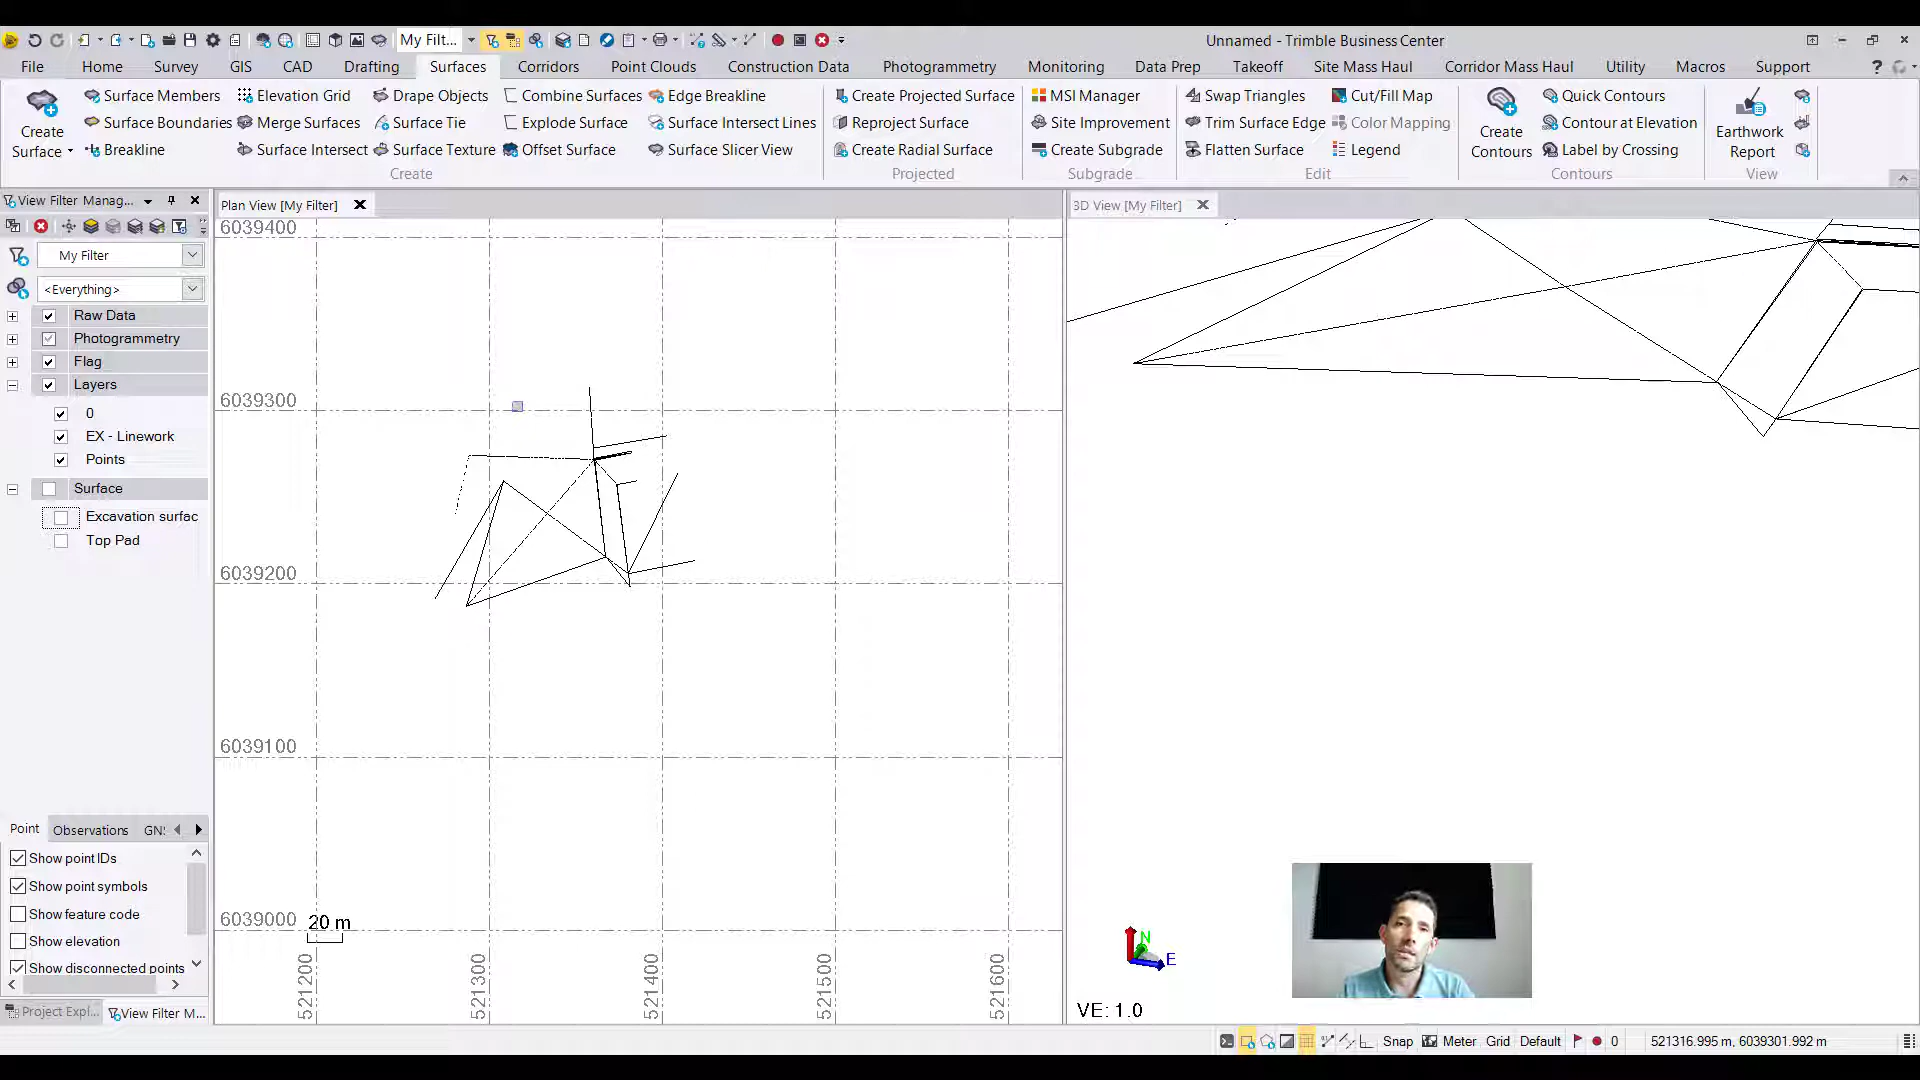 My Filt...
Unnamed - Trimble Business Center
File Home Survey GIS CAD Drafting Surfaces Corridors Point Clouds Construction Data Photogrammetry Monitoring Data Prep Takeoff Site Mass Haul Corridor Mass Haul Utility Macros Support
Create Surface
Surface Members
Surface Boundaries
Breakline
Elevation Grid
Merge Surfaces
Surface Intersect
Drape Objects
Surface Tie
Surface Texture
Combine Surfaces
Explode Surface
Offset Surface
Edge Breakline
Surface Intersect Lines
Surface Slicer View
Create
Create Projected Surface
Reproject Surface
Create Radial Surface
Projected
MSI Manager
Site Improvement
Create Subgrade
Subgrade
Swap Triangles
Trim Surface Edge
Flatten Surface
Cut/Fill Map
Color Mapping
Legend
Edit
Create Contours
Quick Contours
Contour at Elevation
Label by Crossing
Contours
Earthwork Report
View
View Filter Manag...
My Filter
<Everything>
Raw Data
Photogrammetry
Flag
Layers
0
EX - Linework
Points
Surface
Excavation surfac
Top Pad
Point Observations GN:
Show point IDs
Show point symbols
Show feature code
Show elevation
Show disconnected points
Project Expl... View Filter M...
Plan View [My Filter]
6039400
6039300
6039200
6039100
6039000
20 m
521200
521300
521400
521500
521600
3D View [My Filter]
N
E
VE: 1.0
Snap Meter Grid Default 0 521316.995 m, 6039301.992 m